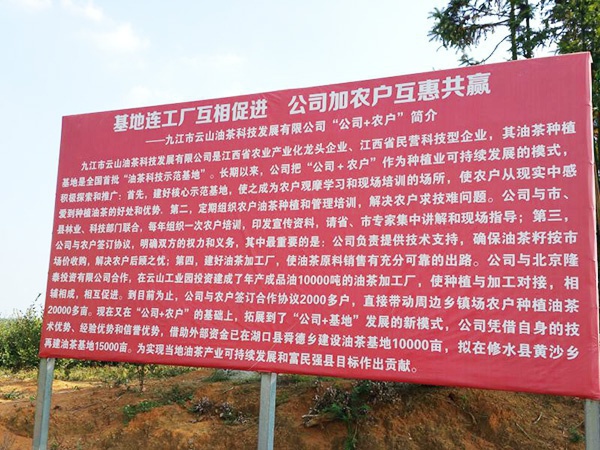 基地连工厂互相促进 公司加农户互惠共赢
——九江市云山油茶科技发展有限公司“公司+农户”简介
九江市云山油茶科技发展有限公司是江西省农业产业化龙头企业、江西省民营科技型企业，其油茶种植
基地是全国首批“油茶科技示范基地”。长期以来，公司把“公司+农户”作为种植业可持续发展的模式，
积极探索和推广：首先，建好核心示范基地，使之成为农户观摩学习和现场培训的场所，使农户从现实中感
爱到种植油茶的好处和优势。第二，定期组织农户油茶种植和管理培训，解决农户求技难问题。公司与市、
县林业、科技部门联合，每年组织一次农户培训，印发宣传资料，请省、市专家集中讲解和现场指导；第三，
公司与农户签订协议，明确双方的权力和义务，其中最重要的是：公司负责提供技术支持，确保油茶籽按市
场价收购，解决农户后顾之忧；第四，建好油茶加工厂，使油茶原料销售有充分可靠的出路。公司与北京隆
泰投资有限公司合作，在云山工业园投资建成了年产成品油10000吨的油茶加工厂，使种植与加工对接，相
辅相成，相互促进。到目前为止，公司与农户签订合作协议2000多户，直接带动周边乡镇场农户种植油茶
20000多亩。现在又在“公司+农户”的基础上，拓展到了“公司+基地”发展的新模式，公司凭借自身的技
术优势、经验优势和信誉优势，借助外部资金已在湖口县舜德乡建设油茶基地10000亩，拟在修水县黄沙乡
再建油茶基地15000亩。为实现当地油茶产业可持续发展和富民强县目标作出贡献。